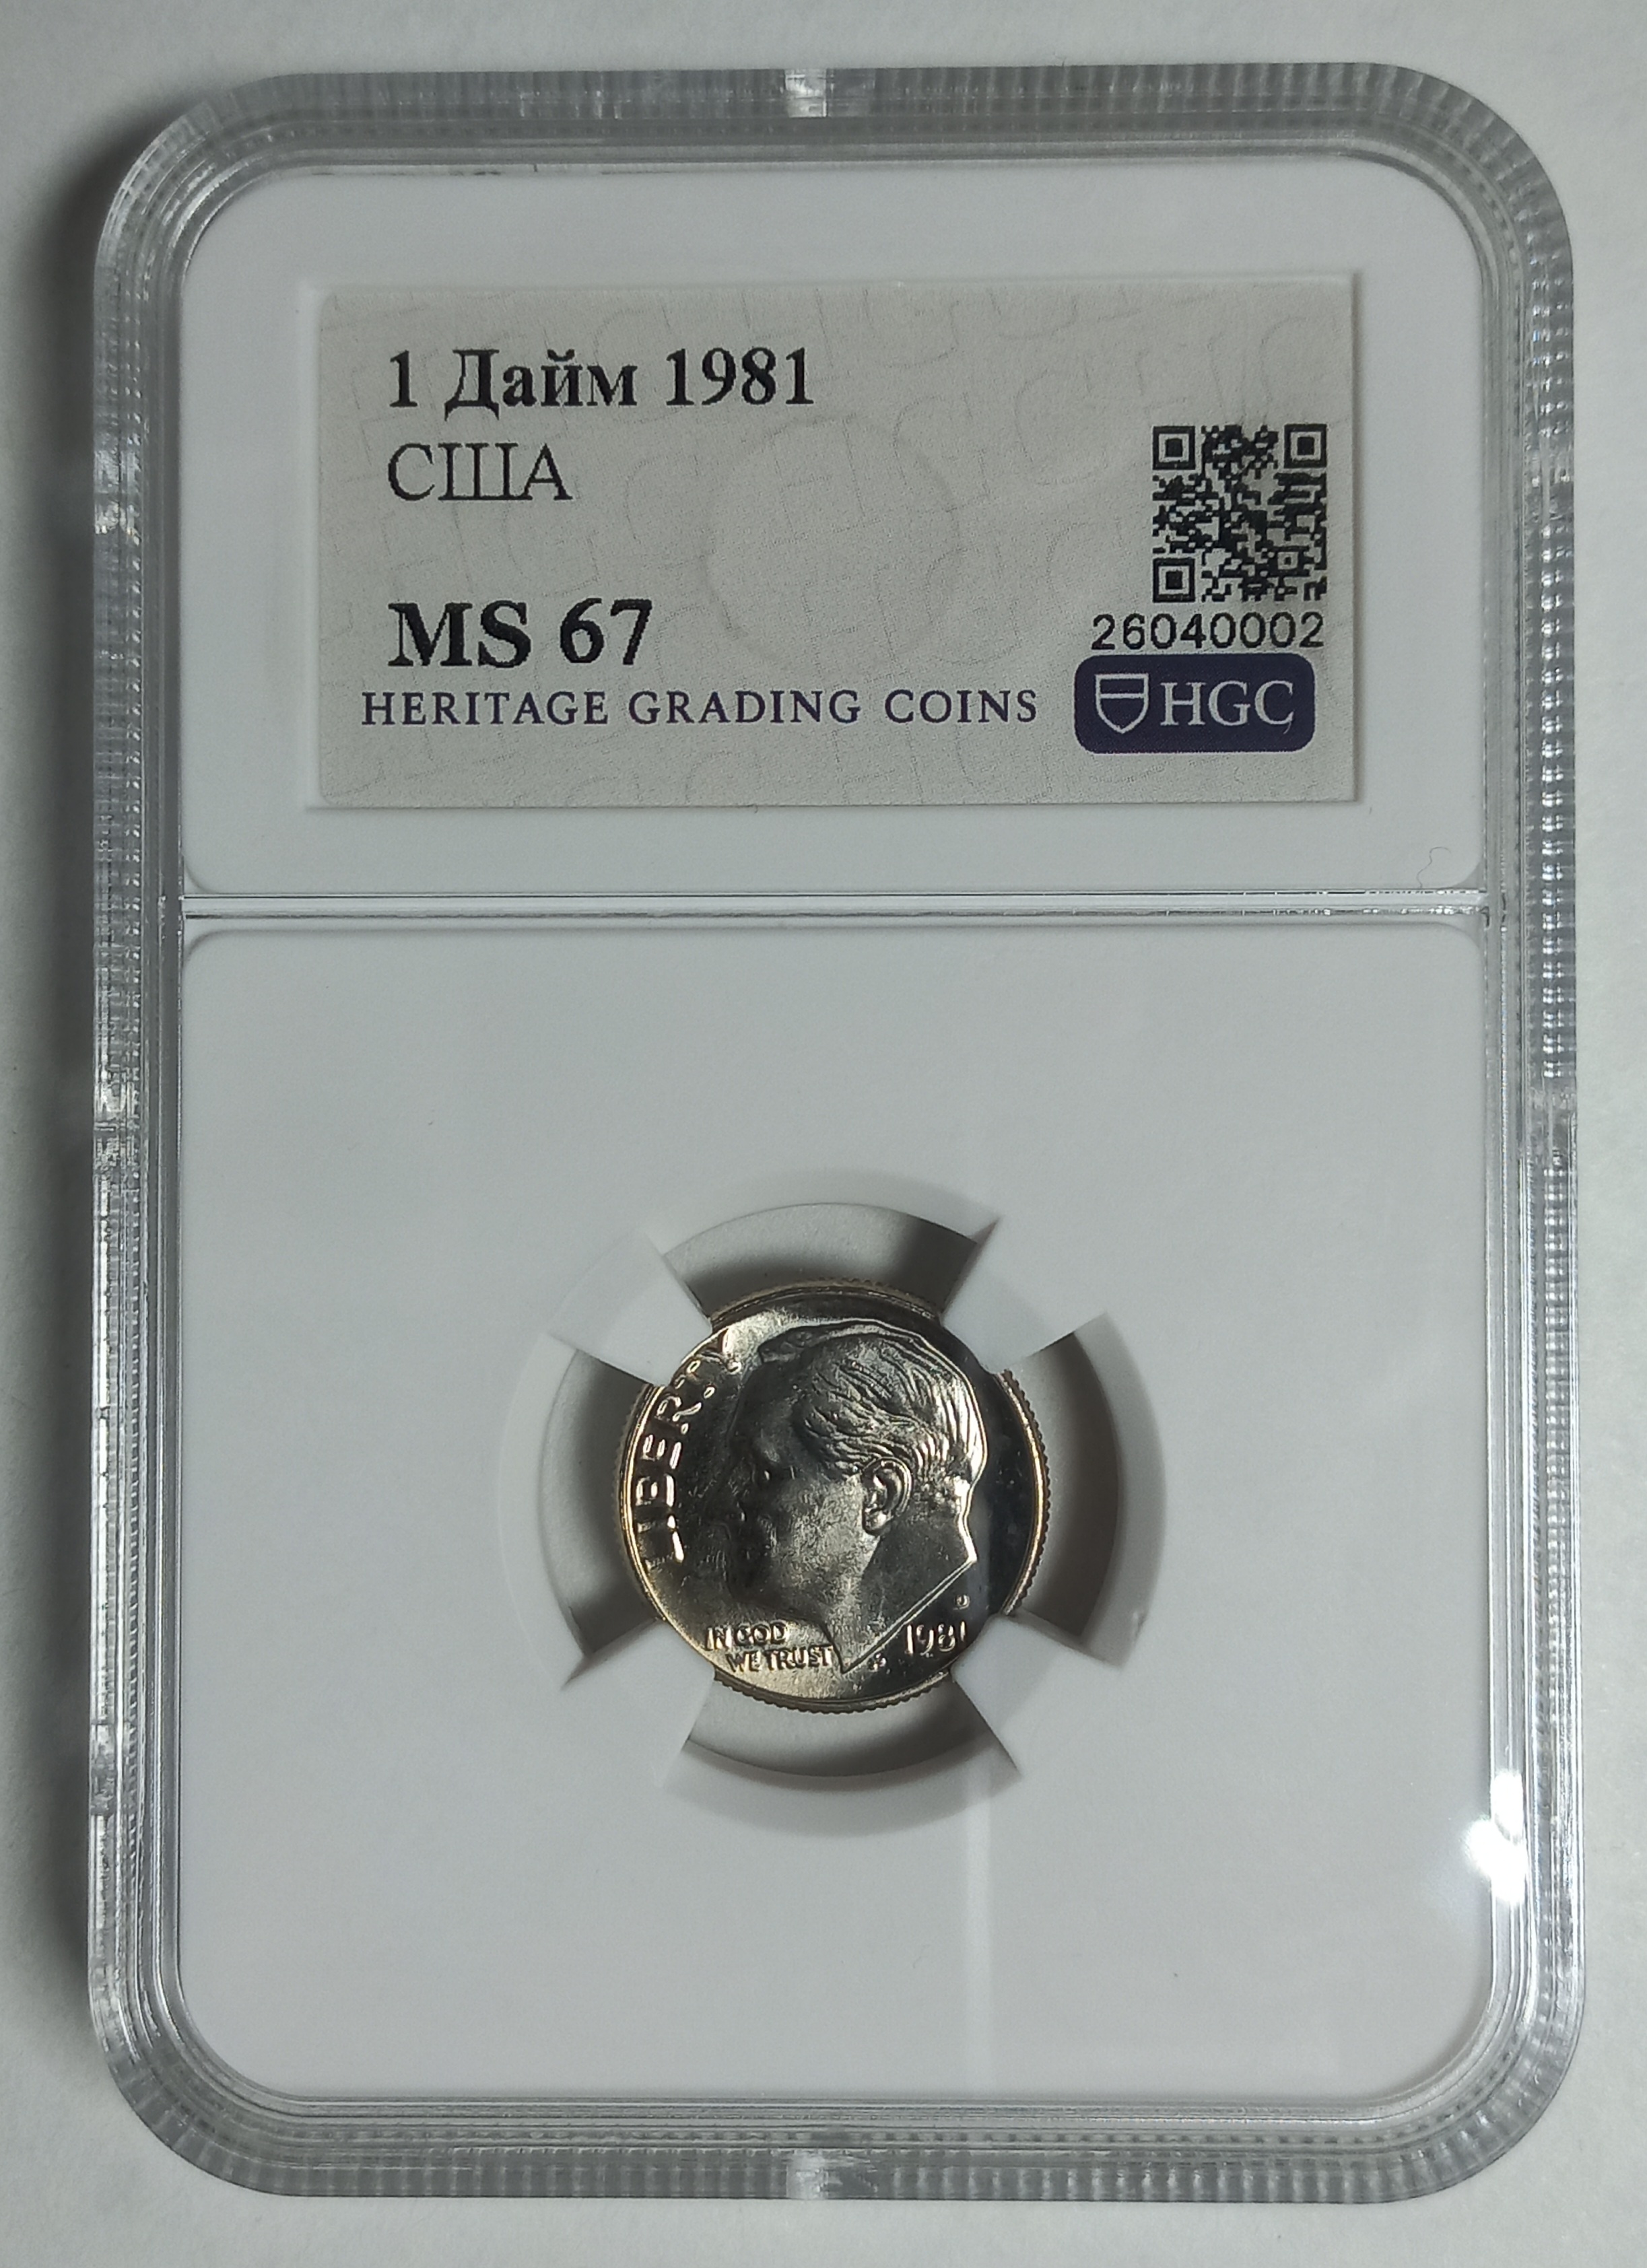 1 Дайм 1981
США
MS 67
26040002
HERITAGE GRADING COINS
HGC
LIBERTY
IN GOD
WE TRUST
1981
D